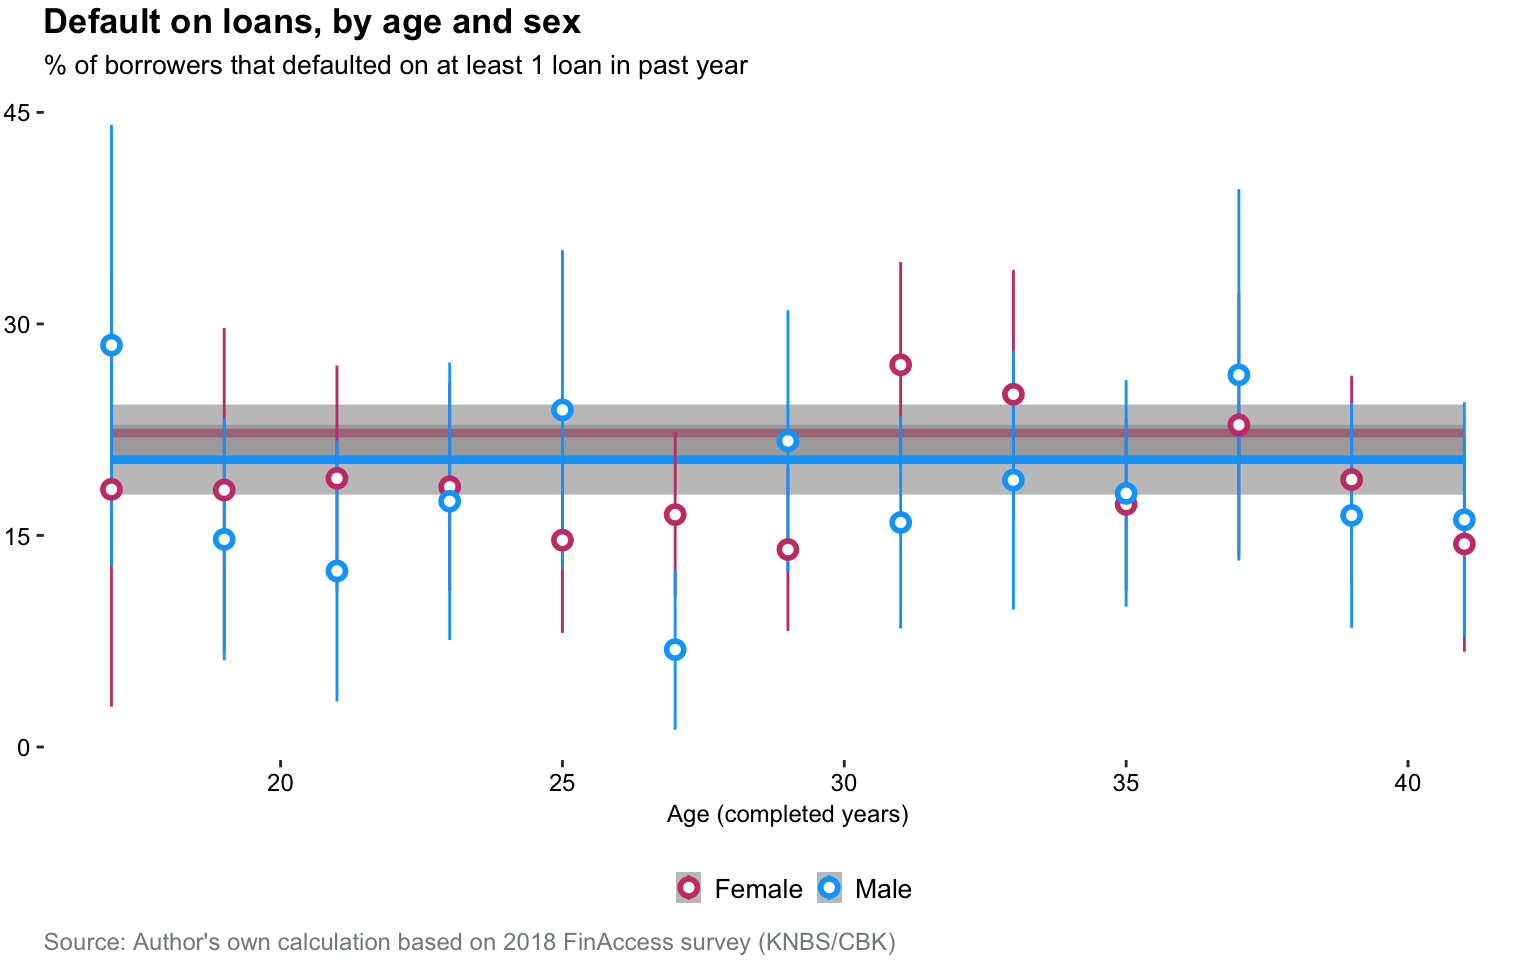 Default on loans, by age and sex
% of borrowers that defaulted on at least 1 loan in past year
45
30
15
0
20 25 30 35 40
Age (completed years)
Female Male
Source: Author's own calculation based on 2018 FinAccess survey (KNBS/CBK)